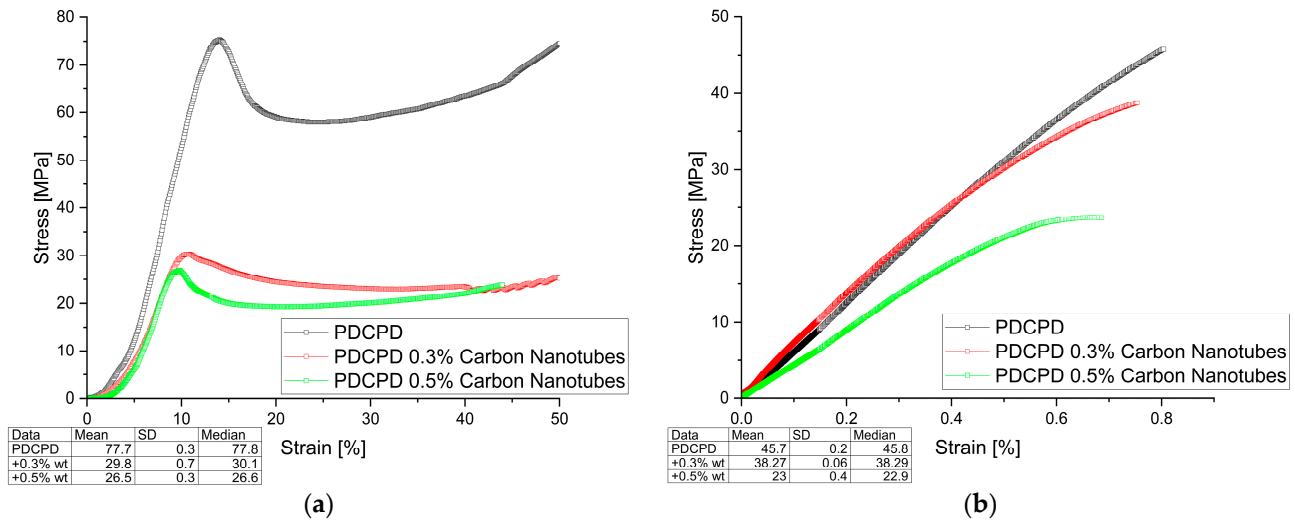 80
70
60
50
40
30
20
10
0
Stress [MPa]
0 10 20 30 40 50
Strain [%]
PDCPD
PDCPD 0.3% Carbon Nanotubes
PDCPD 0.5% Carbon Nanotubes
Data Mean SD Median
PDCPD 77.7 0.3 77.8
+0.3% wt 29.8 0.7 30.1
+0.5% wt 26.5 0.3 26.6
(a)
50
40
30
20
10
0
Stress [MPa]
0.0 0.2 0.4 0.6 0.8
Strain [%]
PDCPD
PDCPD 0.3% Carbon Nanotubes
PDCPD 0.5% Carbon Nanotubes
Data Mean SD Median
PDCPD 45.7 0.2 45.8
+0.3% wt 38.27 0.06 38.29
+0.5% wt 23 0.4 22.9
(b)